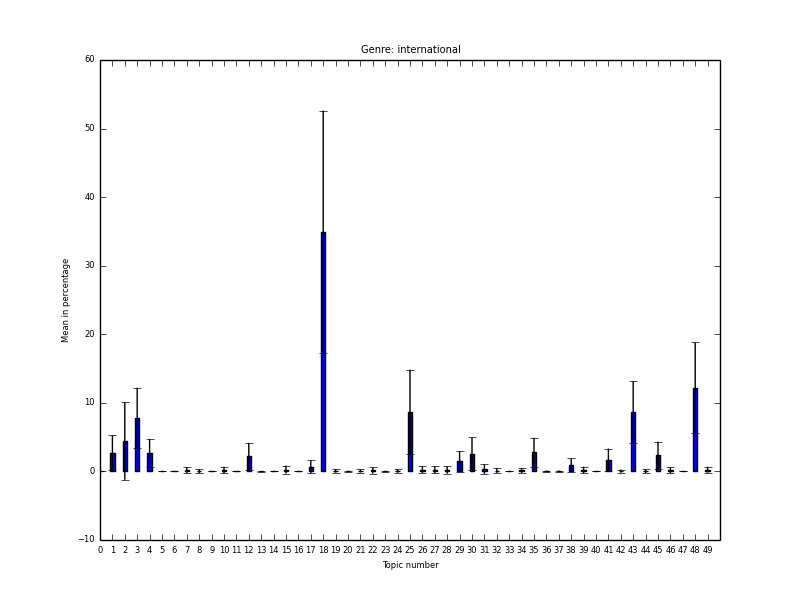 Genre: international
60
50
40
30
20
10
0
−10
Mean in percentage
0 1 2 3 4 5 6 7 8 9 10 11 12 13 14 15 16 17 18 19 20 21 22 23 24 25 26 27 28 29 30 31 32 33 34 35 36 37 38 39 40 41 42 43 44 45 46 47 48 49
Topic number